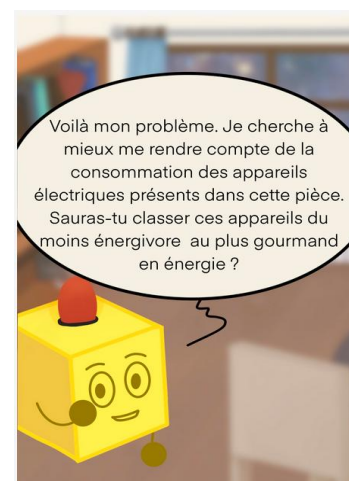 Voilà mon problème. Je cherche à
mieux me rendre compte de la
consommation des appareils
électriques présents dans cette pièce.
Sauras-tu classer ces appareils du
moins énergivore au plus gourmand
en énergie ?